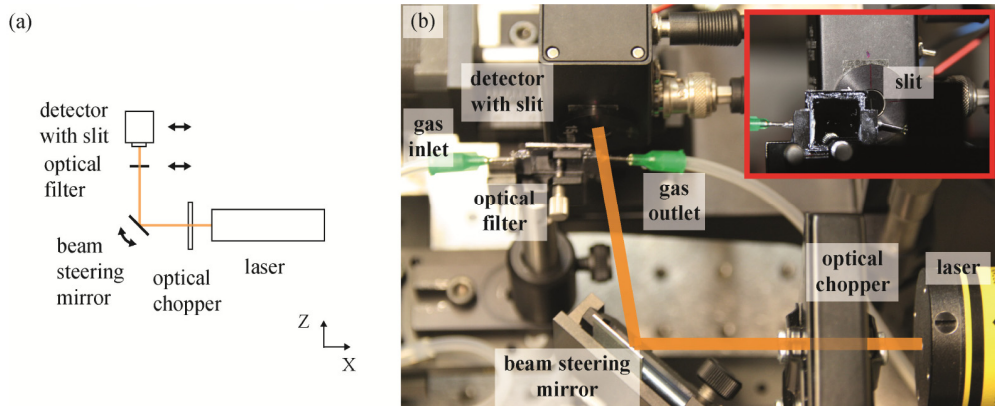 (a)
detector
with slit
optical
filter
beam
steering
mirror
optical
chopper
laser
Z
X
(b)
detector
with slit
gas
inlet
optical
filter
gas
outlet
beam steering
mirror
optical
chopper
laser
slit